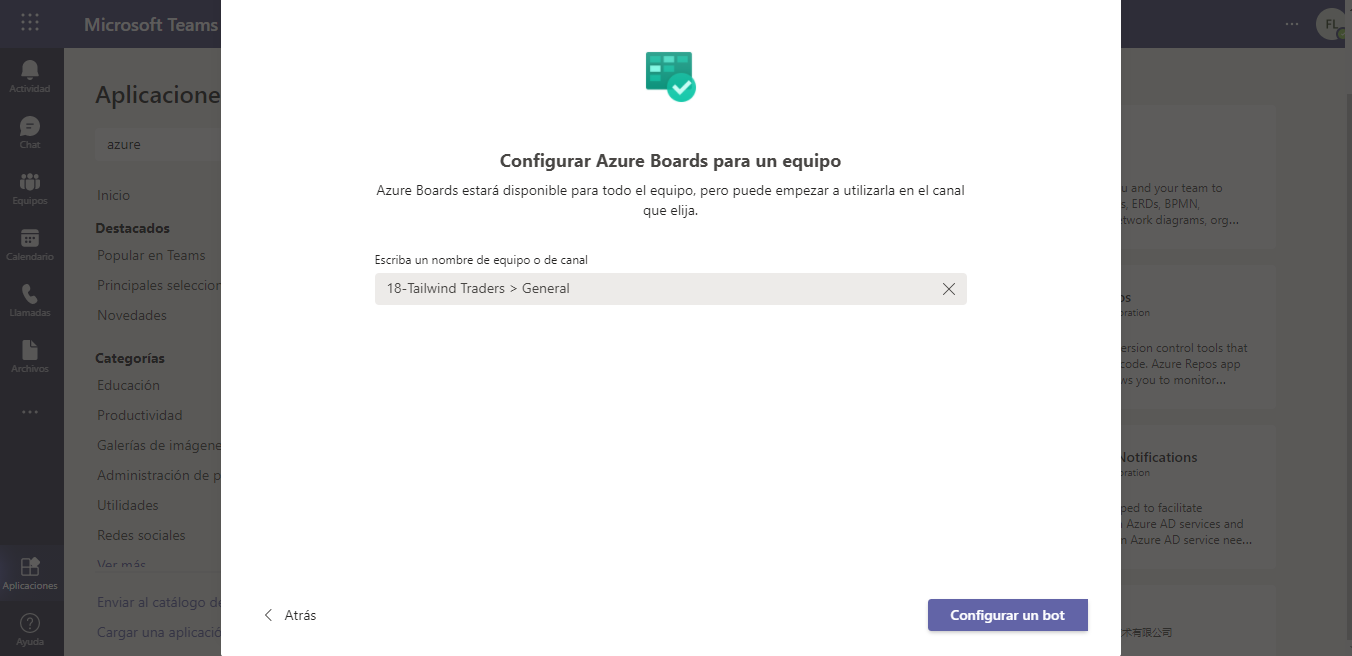 Microsoft Teams
FL
Actividad
Chat
Equipos
Calendario
Llamadas
Archivos
Aplicaciones
Ayuda
Aplicacione
azure
Inicio
Destacados
Popular en Teams
Principales seleccion
Novedades
Categorías
Educación
Productividad
Galerías de imágene
Administración de p
Utilidades
Redes sociales
Ver más
Enviar al catálogo de
Cargar una aplicació
Configurar Azure Boards para un equipo
Azure Boards estará disponible para todo el equipo, pero puede empezar a utilizarla en el canal
que elija.
Escriba un nombre de equipo o de canal
18-Tailwind Traders > General
Atrás
Configurar un bot
u and your team to
s, ERDs, BPMN,
twork diagrams, org...
os
oration
ersion control tools that
code. Azure Repos app
ws you to monitor...
Notifications
oration
ped to facilitate
Azure AD services and
n Azure AD service nee...
术有限公司